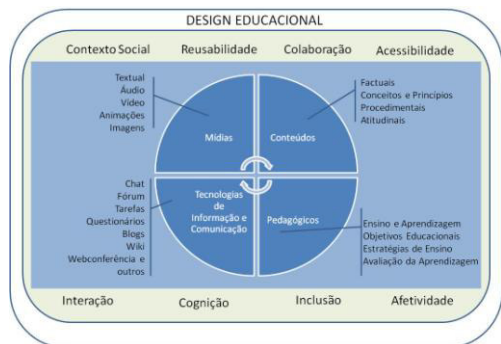 DESIGN EDUCACIONAL
Contexto Social
Reusabilidade
Colaboração
Acessibilidade
Textual
Áudio
Vídeo
Animações
Imagens
Mídias
Conteúdos
Factuais
Conceitos e Princípios
Procedimentais
Atitudinais
Chat
Fórum
Tarefas
Questionários
Blogs
Wiki
Webconferência e
outros
Tecnologias
de
Informação e
Comunicação
Pedagógicos
Ensino e Aprendizagem
Objetivos Educacionais
Estratégias de Ensino
Avaliação da Aprendizagem
Interação
Cognição
Inclusão
Afetividade